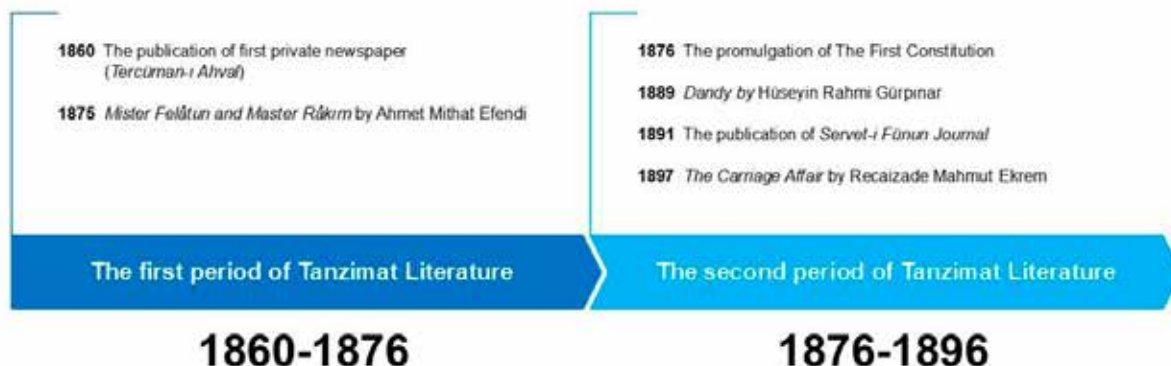 1860 The publication of first private newspaper
(Tercüman-ı Ahval)
1875 Mister Felâtun and Master Râkım by Ahmet Mithat Efendi
1876 The promulgation of The First Constitution
1889 Dandy by Hüseyin Rahmi Gürpınar
1891 The publication of Servet-i Fünun Journal
1897 The Carriage Affair by Recaizade Mahmut Ekrem
The first period of Tanzimat Literature
The second period of Tanzimat Literature
1860-1876
1876-1896